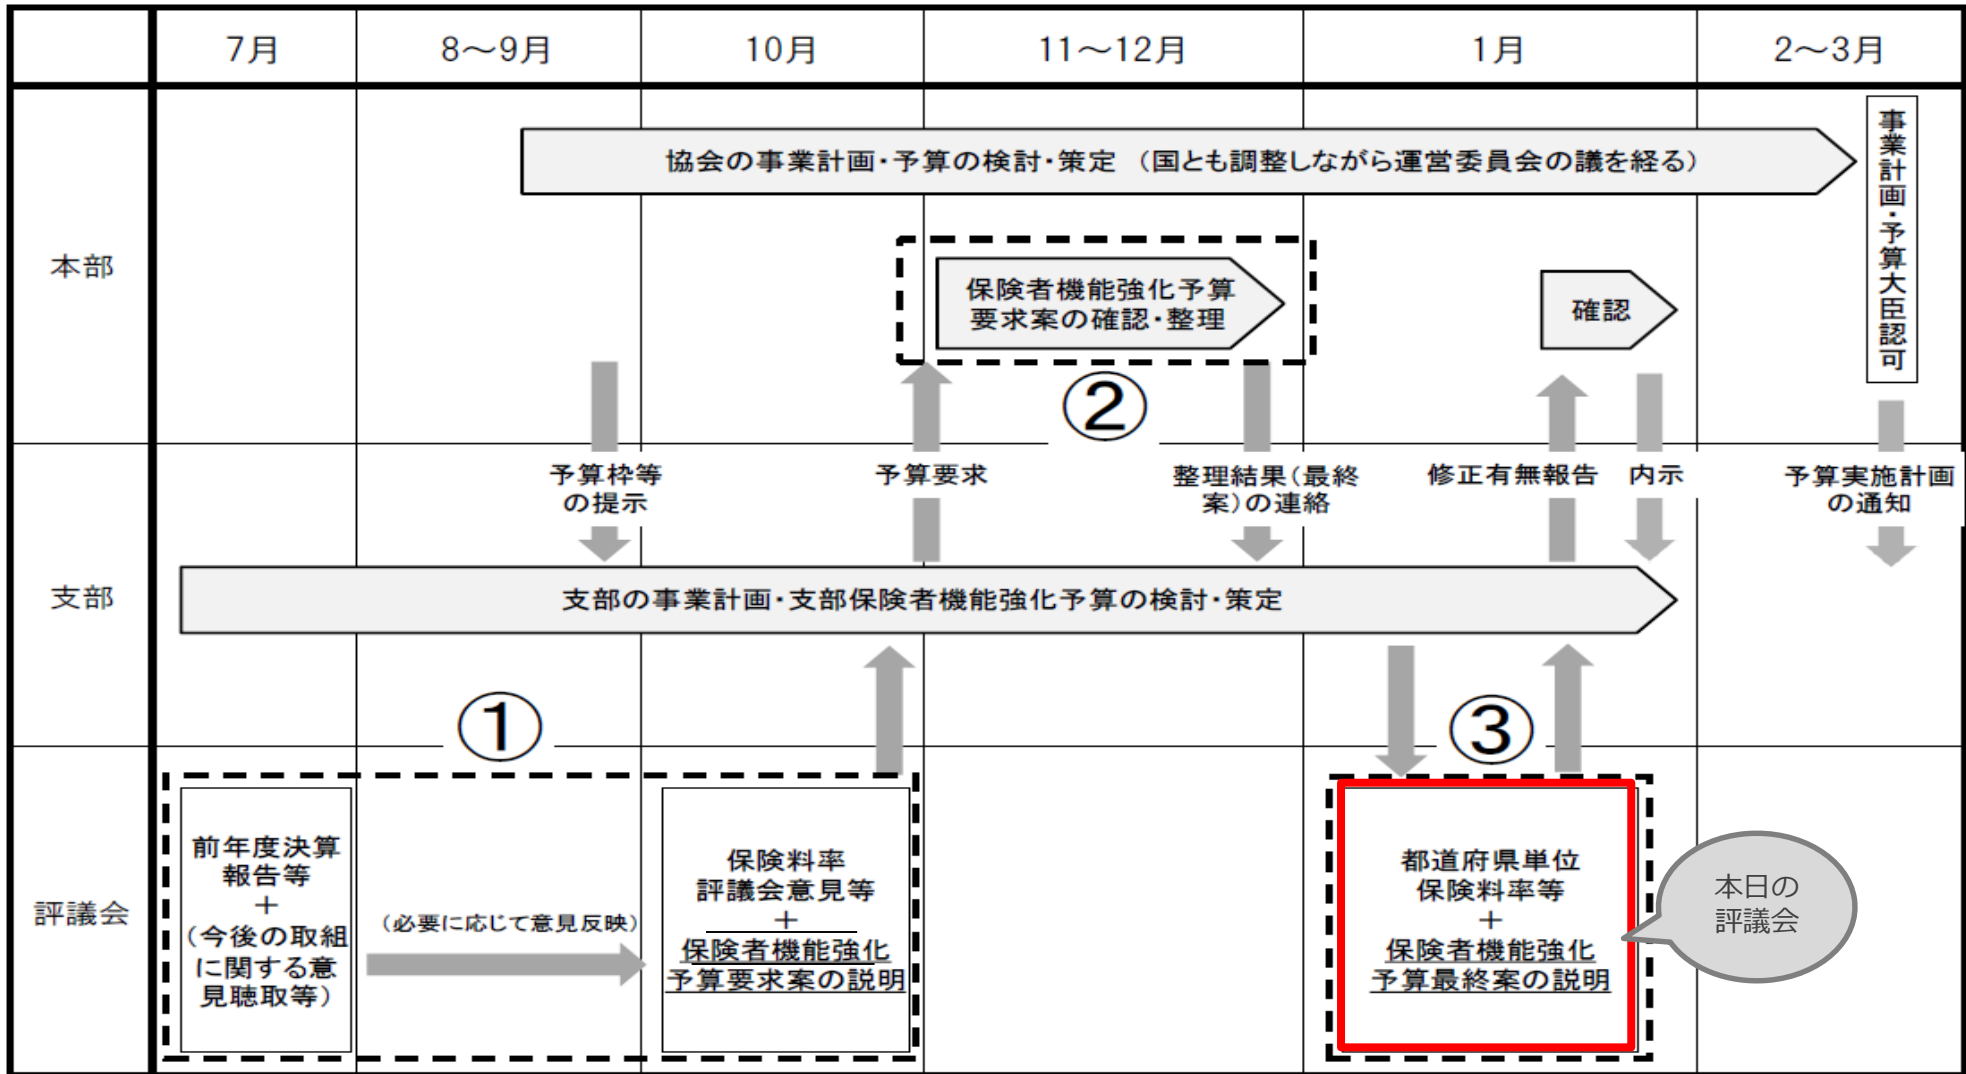 7月
8～9月
10月
11～12月
1月
2～3月
本部
協会の事業計画・予算の検討・策定 （国とも調整しながら運営委員会の議を経る）
事業計画・予算大臣認可
保険者機能強化予算
要求案の確認・整理
確認
②
予算枠等
の提示
予算要求
整理結果（最終
案）の連絡
修正有無報告
内示
予算実施計画
の通知
支部
支部の事業計画・支部保険者機能強化予算の検討・策定
①
③
評議会
前年度決算
報告等
＋
（今後の取組
に関する意
見聴取等）
（必要に応じて意見反映）
保険料率
評議会意見等
＋
保険者機能強化
予算要求案の説明
都道府県単位
保険料率等
＋
保険者機能強化
予算最終案の説明
本日の
評議会